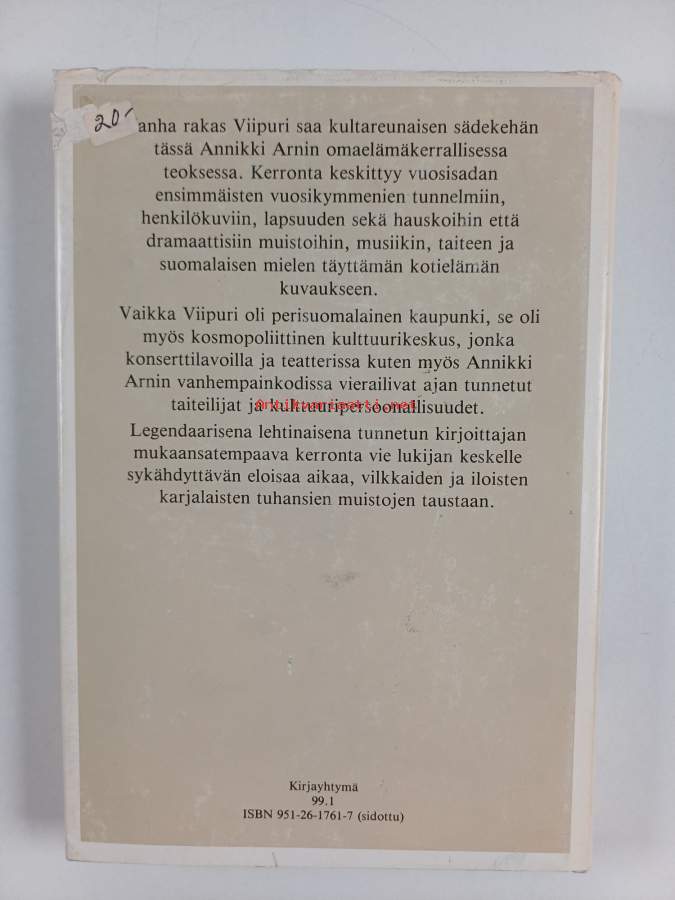 20-
anha rakas Viipuri saa kultareunaisen sädekehän
tässä Annikki Arnin omaelämäkerrallisessa
teoksessa. Kerronta keskittyy vuosisadan
ensimmäisten vuosikymmenien tunnelmiin,
henkilökuviin, lapsuuden sekä hauskoihin että
dramaattisiin muistoihin, musiikin, taiteen ja
suomalaisen mielen täyttämän kotielämän
kuvaukseen.
Vaikka Viipuri oli perisuomalainen kaupunki, se oli
myös kosmopoliittinen kulttuurikeskus, jonka
konserttilavoilla ja teatterissa kuten myös Annikki
Arnin vanhempainkodissa vierailivat ajan tunnetut
taiteilijat ja kulttuuripersoonallisuudet.
Antikvariaatti.net
Legendaarisena lehtinaisena tunnetun kirjoittajan
mukaansatempaava kerronta vie lukijan keskelle
sykähdyttävän eloisaa aikaa, vilkkaiden ja iloisten
karjalaisten tuhansien muistojen taustaan.
Kirjayhtymä
99.1
ISBN 951-26-1761-7 (sidottu)